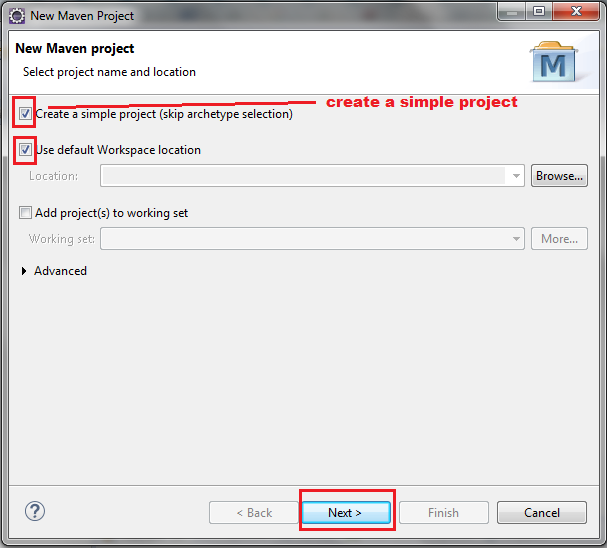 New Maven Project
New Maven project
Select project name and location
M
create a simple project
Create a simple project (skip archetype selection)
Use default Workspace location
Location:
Browse...
Add project(s) to working set
Working set:
More...
Advanced
?
< Back
Next >
Finish
Cancel